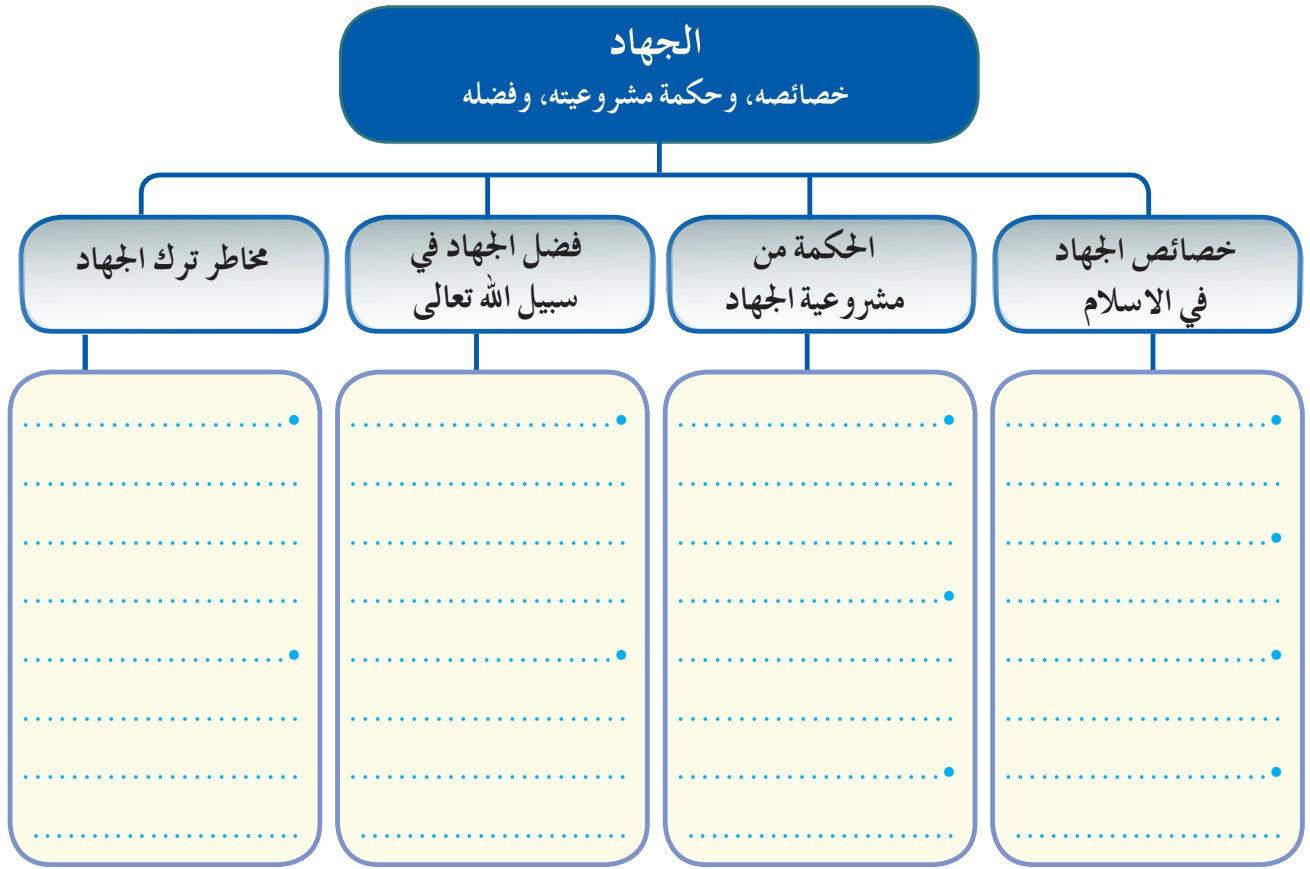 الجهاد
خصائصه، وحكمة مشروعيته، وفضله
خصائص الجهاد
في الاسلام
الحكمة من
مشروعية الجهاد
فضل الجهاد في
سبيل الله تعالى
مخاطر ترك الجهاد